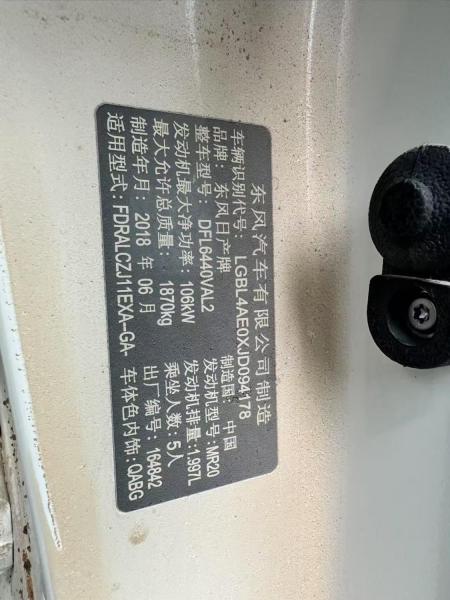 东风汽车有限公司制造
车辆识别代号: LGBL4AE0XJD094178
品牌: 东风日产牌 制造国: 中国
整车型号: DFL6440VAL2 发动机型号: MR20
发动机最大净功率: 106kW 发动机排量: 1.997L
最大允许总质量: 1870kg 乘坐人数: 5人
制造年月: 2018 年 06 月 出厂编号: 164842
适用型式: FDRALCZJ11EXA-GA- 车体色内饰: QABG